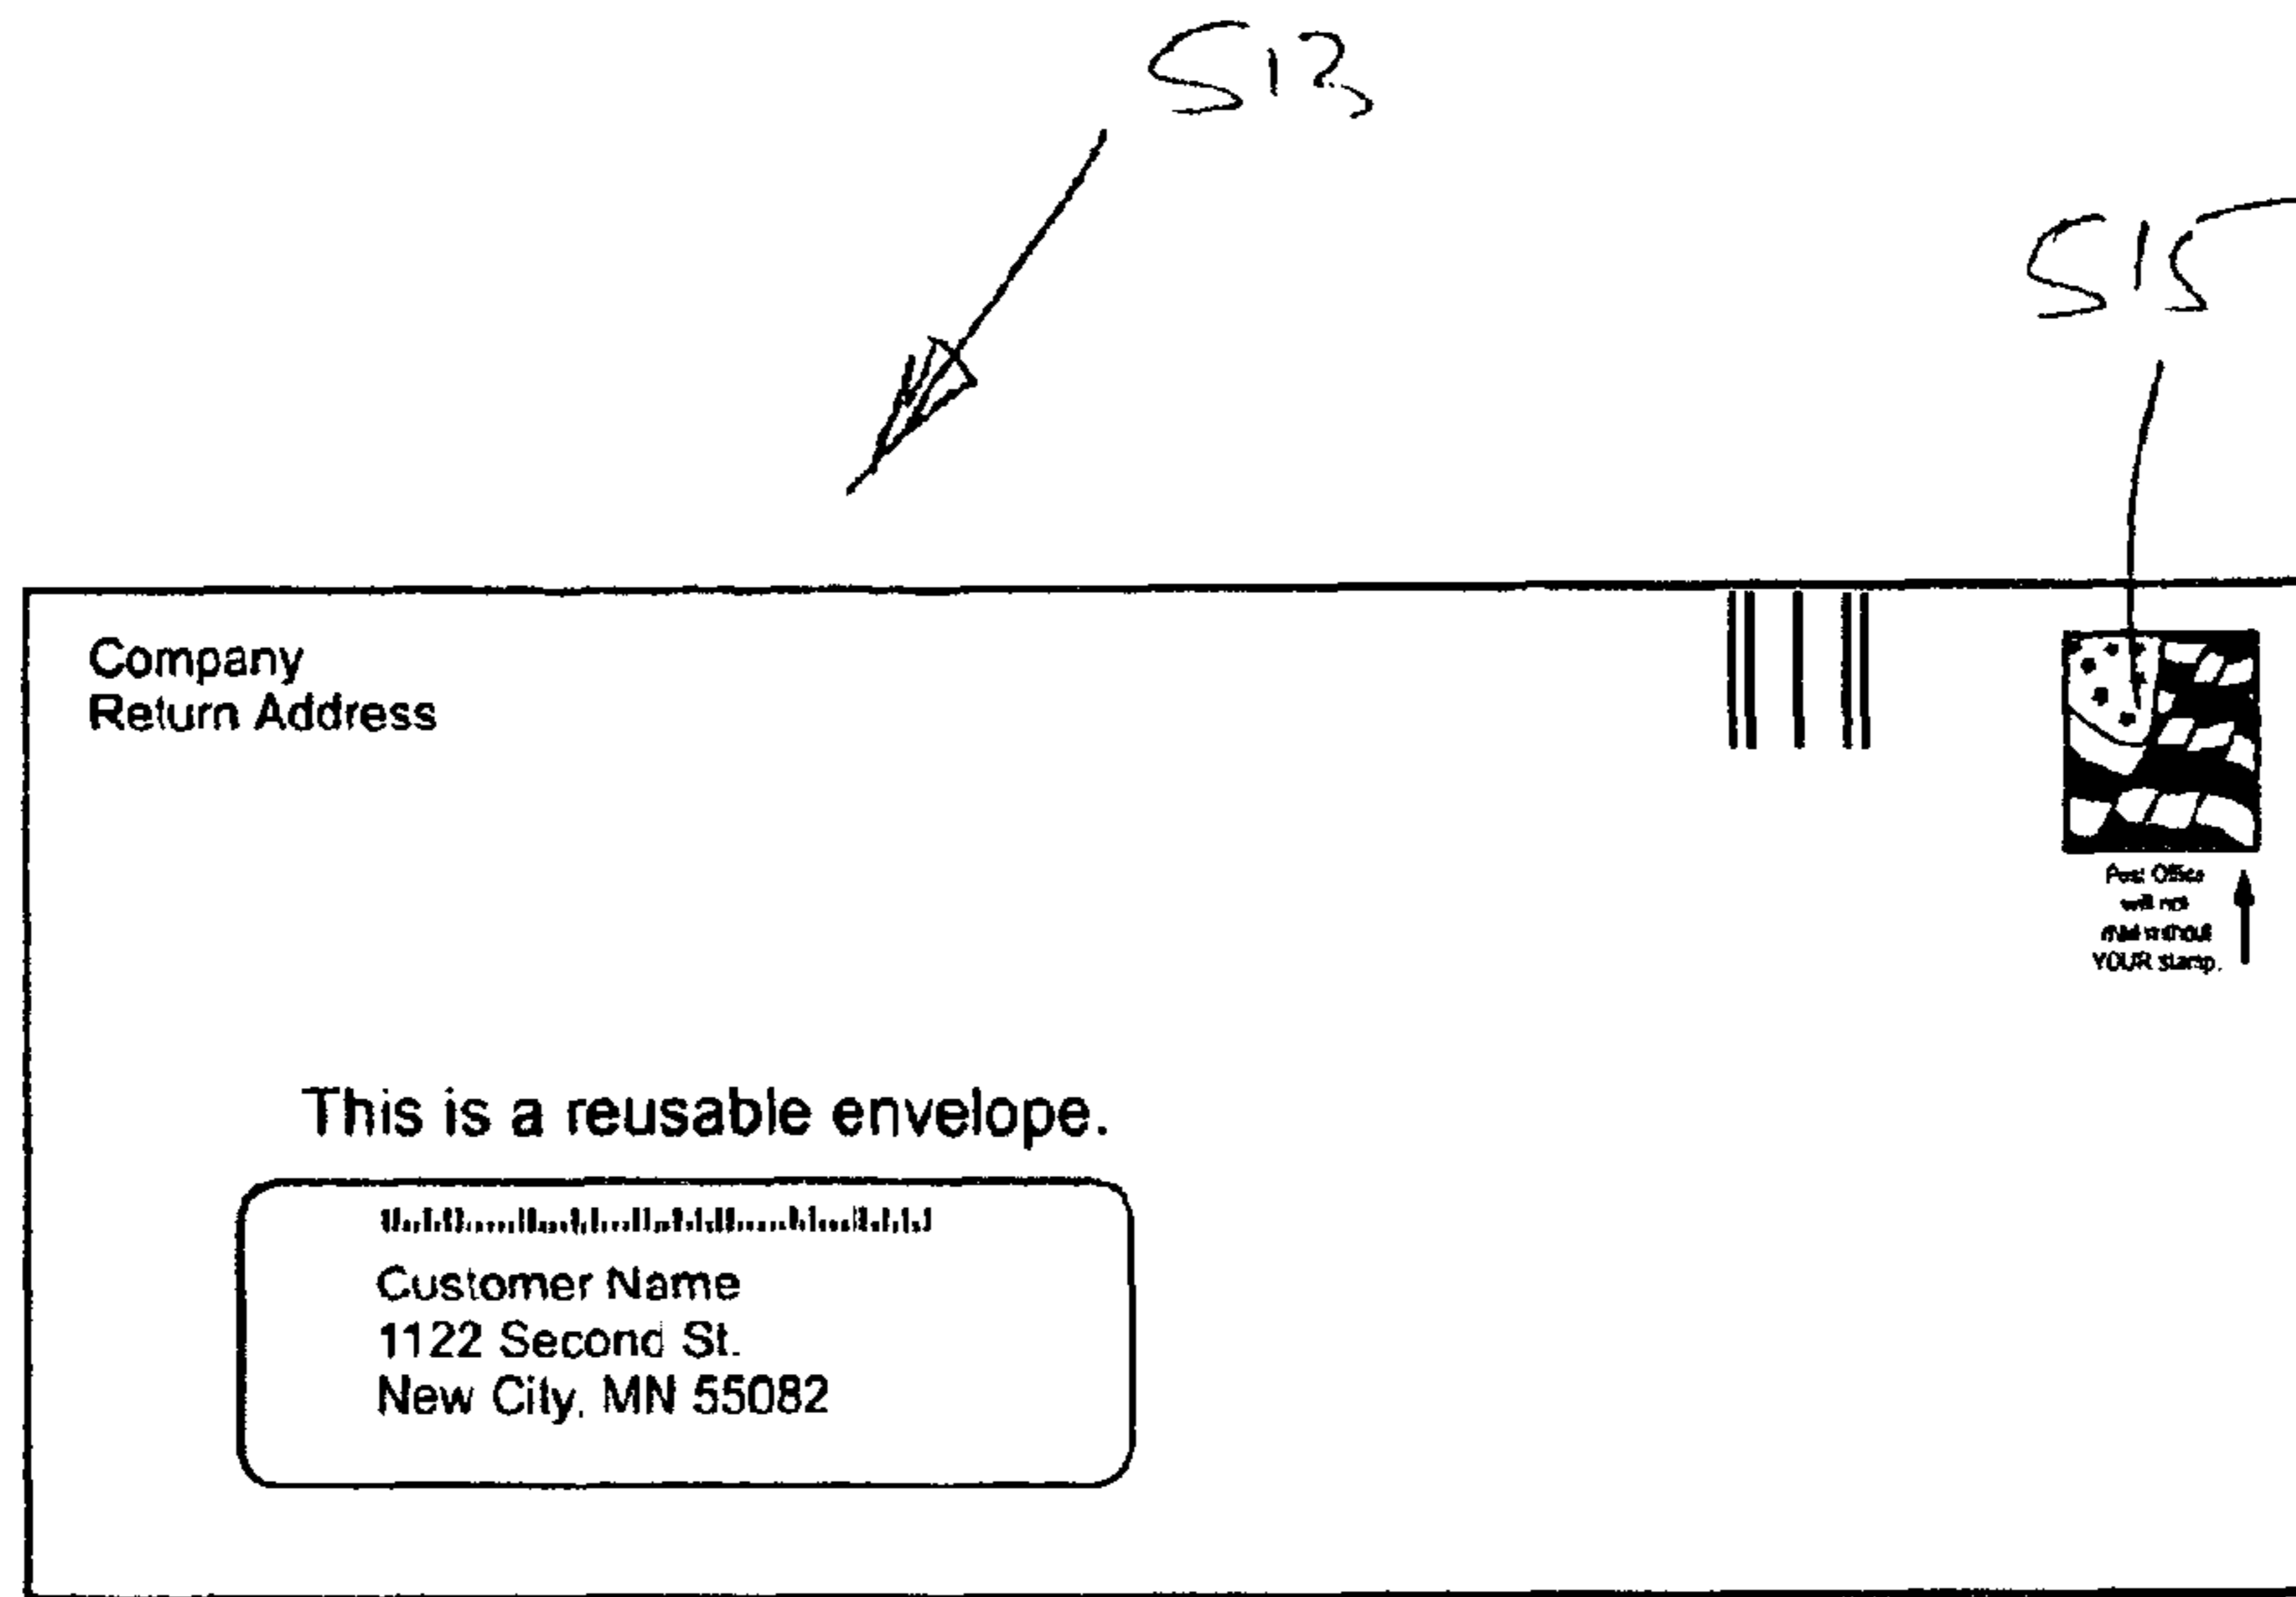 513
515
Company
Return Address
Post Office
will not
mail without
YOUR stamp.
This is a reusable envelope.
Customer Name
1122 Second St.
New City, MN 55082